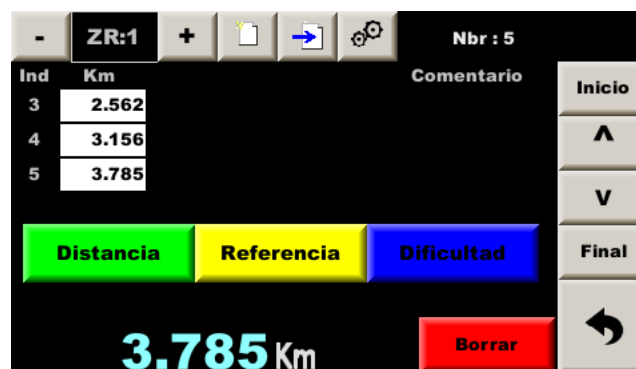 - ZR:1 + Nbr : 5
Ind Km Comentario
Inicio
3 2.562
4 3.156
5 3.785
Distancia Referencia Dificultad Final
3.785 Km Borrar